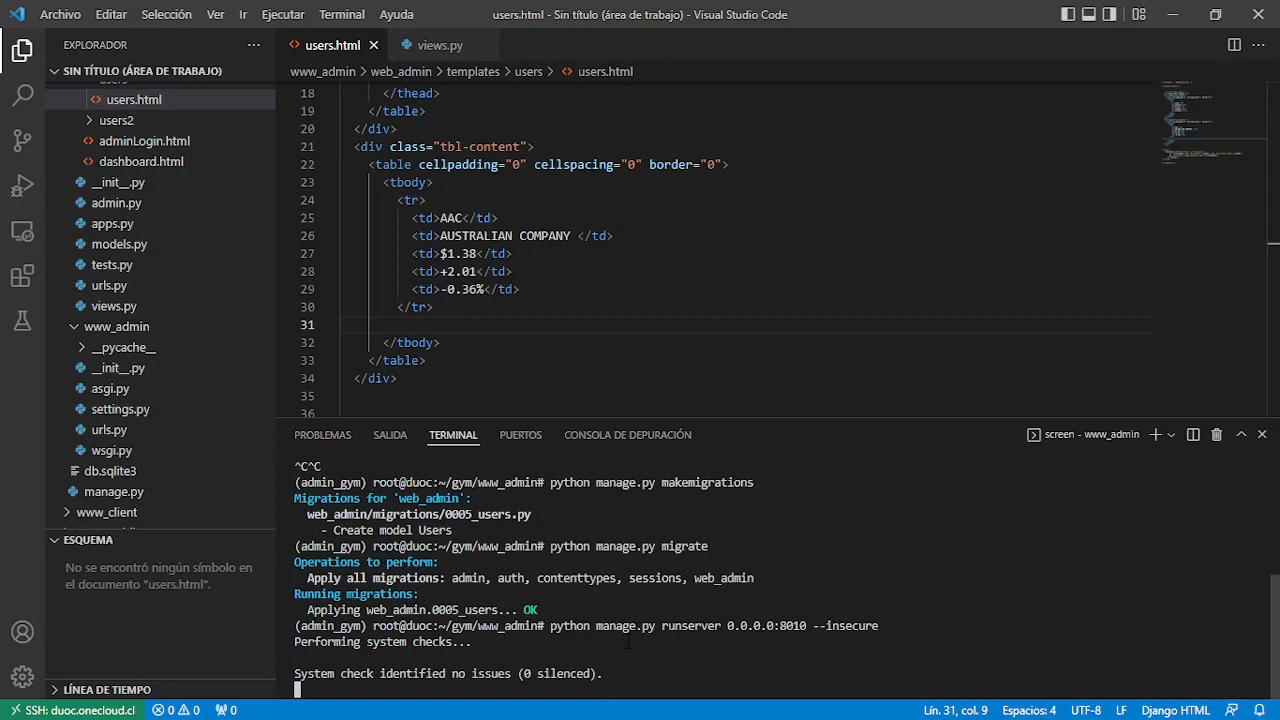 Archivo Editar Selección Ver Ir Ejecutar Terminal Ayuda users.html - Sin título (área de trabajo) - Visual Studio Code
EXPLORADOR ···
SIN TÍTULO (ÁREA DE TRABAJO)
users
users.html
users2
adminLogin.html
dashboard.html
__init__.py
admin.py
apps.py
models.py
tests.py
urls.py
views.py
www_admin
__pycache__
__init__.py
asgi.py
settings.py
urls.py
wsgi.py
db.sqlite3
manage.py
www_client
ESQUEMA
No se encontró ningún símbolo en
el documento "users.html".
LÍNEA DE TIEMPO
users.html views.py
www_admin > web_admin > templates > users > users.html
18 </thead>
19 </table>
20 </div>
21 <div class="tbl-content">
22 <table cellpadding="0" cellspacing="0" border="0">
23 <tbody>
24 <tr>
25 <td>AAC</td>
26 <td>AUSTRALIAN COMPANY </td>
27 <td>$1.38</td>
28 <td>+2.01</td>
29 <td>-0.36%</td>
30 </tr>
31
32 </tbody>
33 </table>
34 </div>
35
36
PROBLEMAS SALIDA TERMINAL PUERTOS CONSOLA DE DEPURACIÓN screen - www_admin
^C^C
(admin_gym) root@duoc:~/gym/www_admin# python manage.py makemigrations
Migrations for 'web_admin':
web_admin/migrations/0005_users.py
- Create model Users
(admin_gym) root@duoc:~/gym/www_admin# python manage.py migrate
Operations to perform:
Apply all migrations: admin, auth, contenttypes, sessions, web_admin
Running migrations:
Applying web_admin.0005_users... OK
(admin_gym) root@duoc:~/gym/www_admin# python manage.py runserver 0.0.0.0:8010 --insecure
Performing system checks...
System check identified no issues (0 silenced).
SSH: duoc.onecloud.cl 0 0 0 Lín. 31, col. 9 Espacios: 4 UTF-8 LF Django HTML